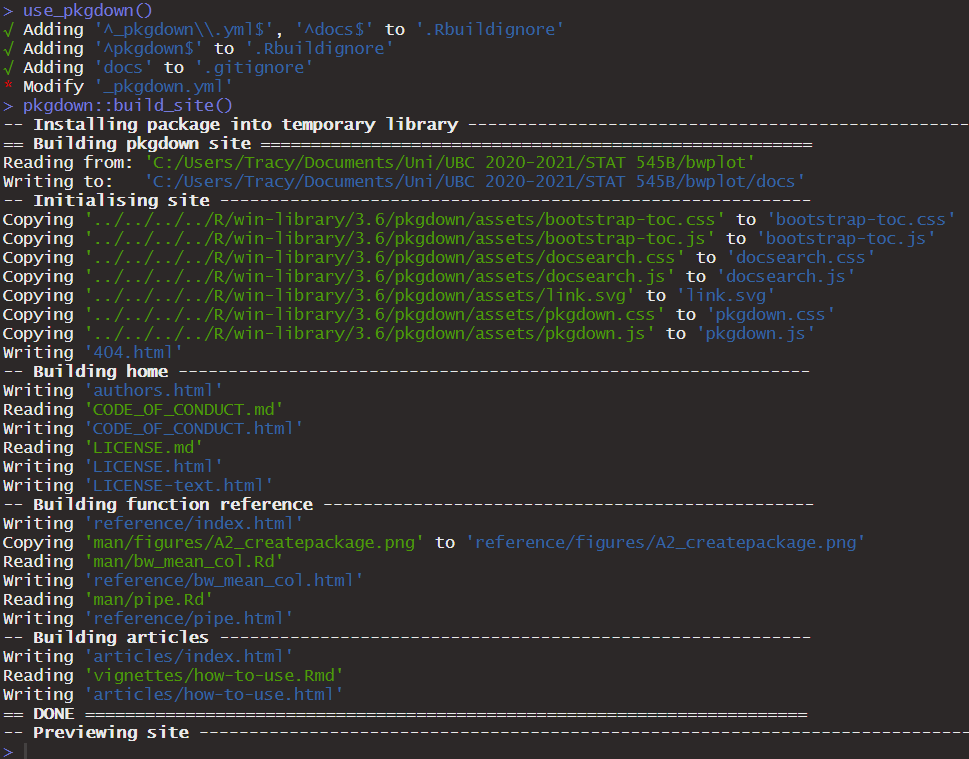 > use_pkgdown()
√ Adding '^_pkgdown\\.yml$', '^docs$' to '.Rbuildignore'
√ Adding '^pkgdown$' to '.Rbuildignore'
√ Adding 'docs' to '.gitignore'
* Modify '_pkgdown.yml'
> pkgdown::build_site()
-- Installing package into temporary library --------------------------------------------------
== Building pkgdown site =======================================================
Reading from: 'C:/Users/Tracy/Documents/Uni/UBC 2020-2021/STAT 545B/bwplot'
Writing to:   'C:/Users/Tracy/Documents/Uni/UBC 2020-2021/STAT 545B/bwplot/docs'
-- Initialising site -----------------------------------------------------------
Copying '../../../../R/win-library/3.6/pkgdown/assets/bootstrap-toc.css' to 'bootstrap-toc.css'
Copying '../../../../R/win-library/3.6/pkgdown/assets/bootstrap-toc.js' to 'bootstrap-toc.js'
Copying '../../../../R/win-library/3.6/pkgdown/assets/docsearch.css' to 'docsearch.css'
Copying '../../../../R/win-library/3.6/pkgdown/assets/docsearch.js' to 'docsearch.js'
Copying '../../../../R/win-library/3.6/pkgdown/assets/link.svg' to 'link.svg'
Copying '../../../../R/win-library/3.6/pkgdown/assets/pkgdown.css' to 'pkgdown.css'
Copying '../../../../R/win-library/3.6/pkgdown/assets/pkgdown.js' to 'pkgdown.js'
Writing '404.html'
-- Building home ---------------------------------------------------------------
Writing 'authors.html'
Reading 'CODE_OF_CONDUCT.md'
Writing 'CODE_OF_CONDUCT.html'
Reading 'LICENSE.md'
Writing 'LICENSE.html'
Writing 'LICENSE-text.html'
-- Building function reference -------------------------------------------------
Writing 'reference/index.html'
Copying 'man/figures/A2_createpackage.png' to 'reference/figures/A2_createpackage.png'
Reading 'man/bw_mean_col.Rd'
Writing 'reference/bw_mean_col.html'
Reading 'man/pipe.Rd'
Writing 'reference/pipe.html'
-- Building articles -----------------------------------------------------------
Writing 'articles/index.html'
Reading 'vignettes/how-to-use.Rmd'
Writing 'articles/how-to-use.html'
== DONE ========================================================================
-- Previewing site -----------------------------------------------------------------------------
>